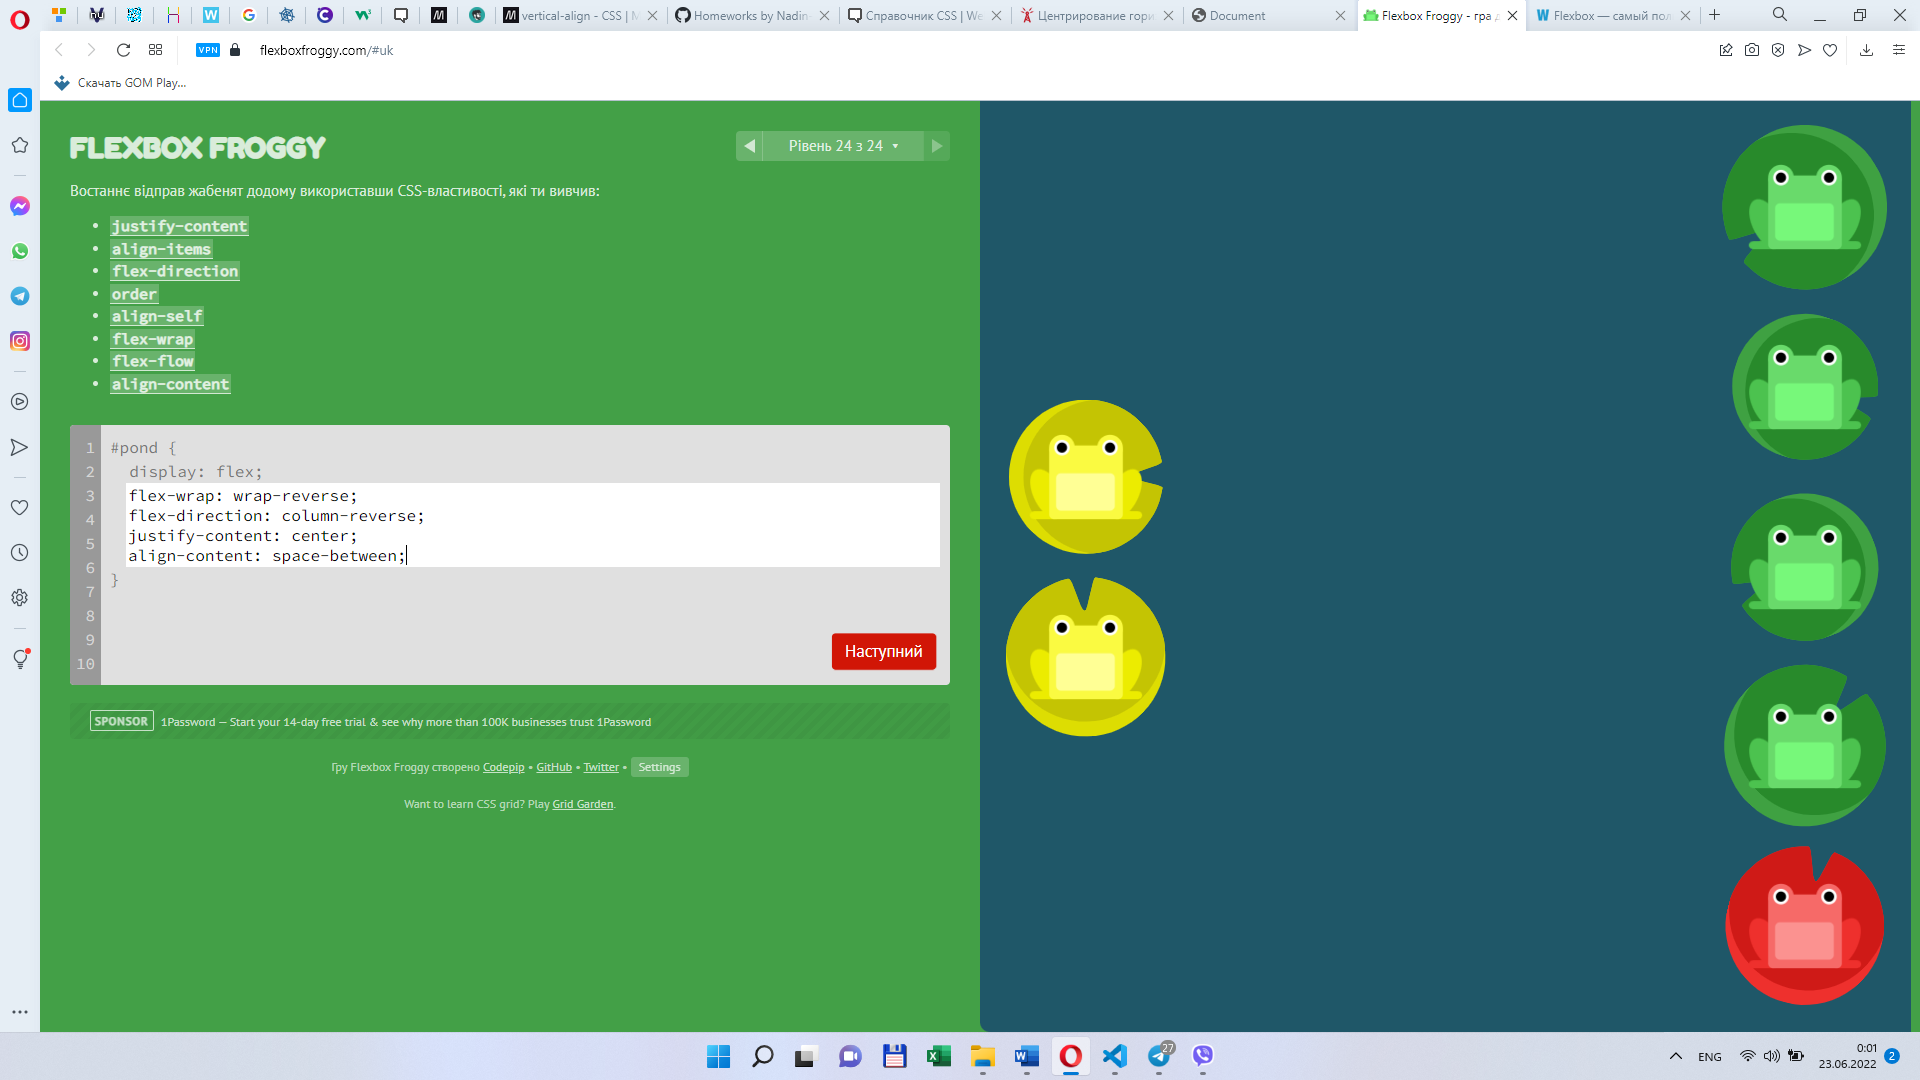 vertical-align - CSS | M
Homeworks by Nadin-
Справочник CSS | We
Центрирование гори
Document
Flexbox Froggy - гра д
Flexbox — самый пол
VPN
flexboxfroggy.com/#uk
Скачать GOM Play...
FLEXBOX FROGGY
Рівень 24 з 24
Востаннє відправ жабенят додому використавши CSS-властивості, які ти вивчив:
justify-content
align-items
flex-direction
order
align-self
flex-wrap
flex-flow
align-content
1 #pond {
2 display: flex;
3 flex-wrap: wrap-reverse;
4 flex-direction: column-reverse;
5 justify-content: center;
6 align-content: space-between;
7 }
8
9
10
Наступний
SPONSOR 1Password — Start your 14-day free trial & see why more than 100K businesses trust 1Password
Гру Flexbox Froggy створено Codepip • GitHub • Twitter • Settings
Want to learn CSS grid? Play Grid Garden.
27
ENG
0:01
23.06.2022
2